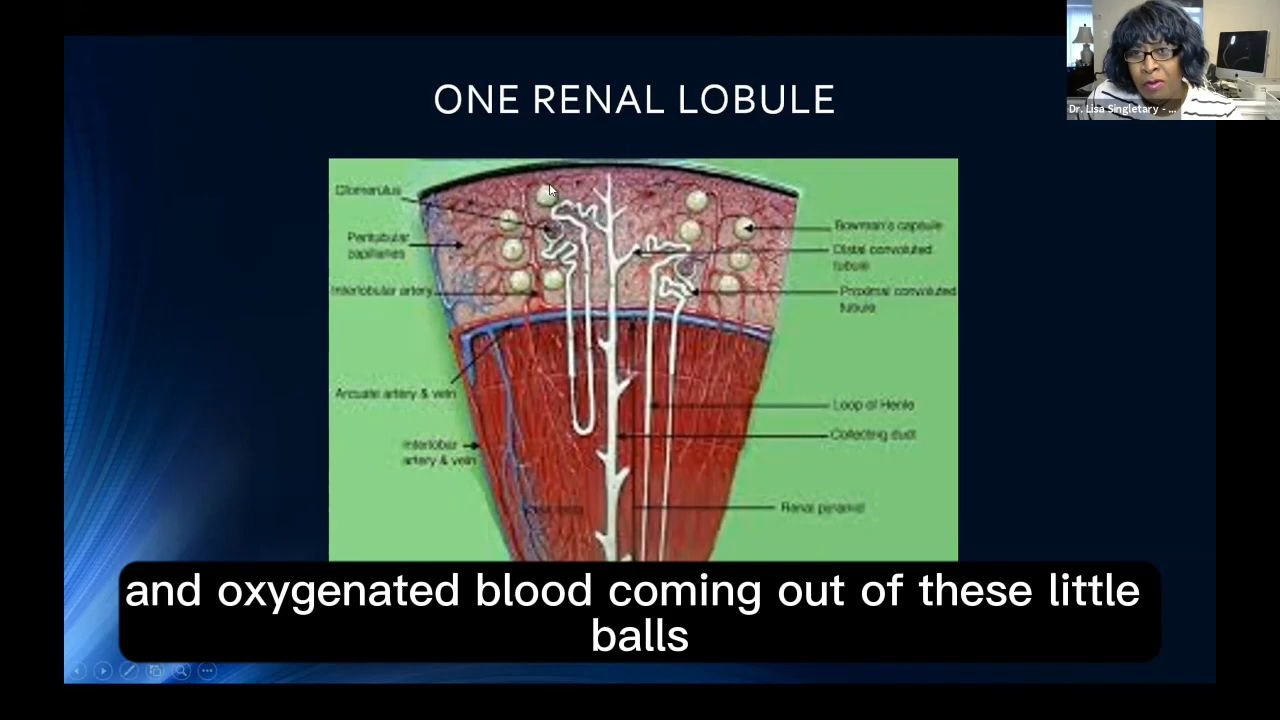 Dr. Lisa Singletary - ...
ONE RENAL LOBULE
Glomerulus
Peritubular
papillaries
Interlobular artery
Arcuate artery & vein
Interlobar
artery & vein
Bowman's capsule
Distal convoluted
tubule
Proximal convoluted
tubule
Loop of Henle
Collecting duct
Renal pyramid
and oxygenated blood coming out of these little
balls